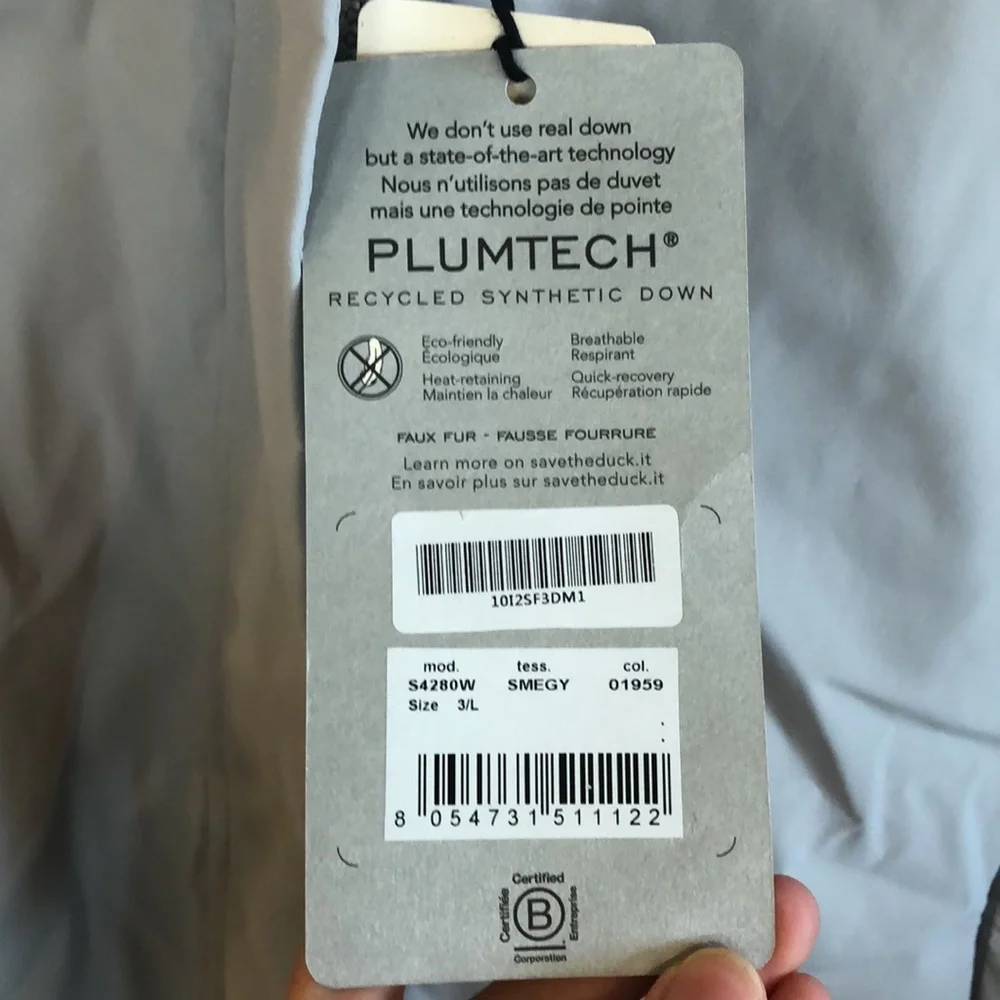 We don't use real down
but a state-of-the-art technology
Nous n'utilisons pas de duvet
mais une technologie de pointe
PLUMTECH®
RECYCLED SYNTHETIC DOWN
Eco-friendly
Écologique
Breathable
Respirant
Heat-retaining
Maintien la chaleur
Quick-recovery
Récupération rapide
FAUX FUR - FAUSSE FOURRURE
Learn more on savetheduck.it
En savoir plus sur savetheduck.it
10I2SF3DM1
mod. tess. col.
S4280W SMEGY 01959
Size 3/L
:
8 054731 511122
Certified
Certifiée
B
Entreprise
Corporation